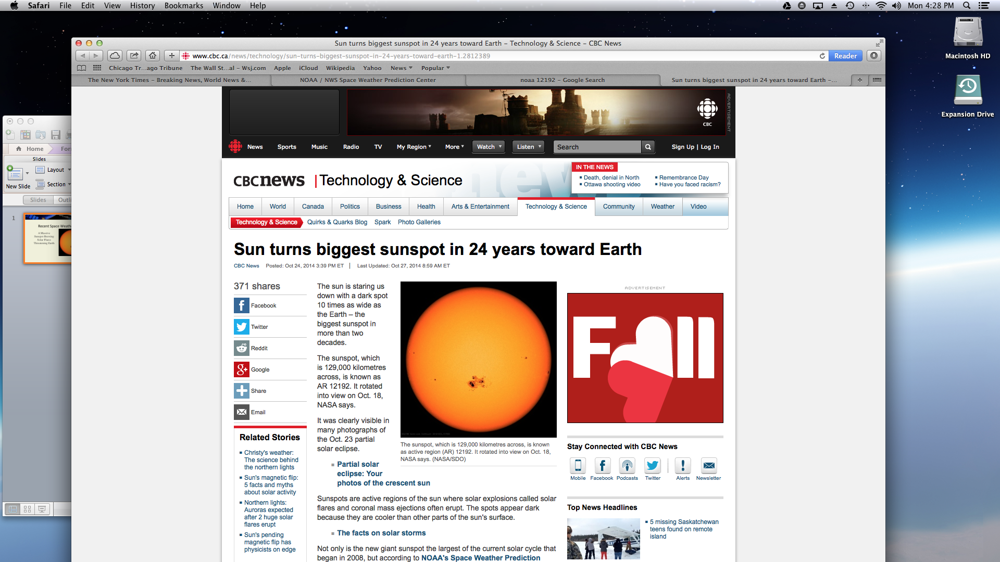 Safari File Edit View History Bookmarks Window Help
Mon 4:28 PM
Macintosh HD
Expansion Drive
Sun turns biggest sunspot in 24 years toward Earth – Technology & Science – CBC News
www.cbc.ca/news/technology/sun-turns-biggest-sunspot-in-24-years-toward-earth-1.2812389
Reader
Chicago Tr...ago Tribune The Wall St...al – Wsj.com Apple iCloud Wikipedia Yahoo News Popular
The New York Times – Breaking News, World News &... NOAA / NWS Space Weather Prediction Center noaa 12192 – Google Search Sun turns biggest sunspot in 24 years toward Earth –...
Home For
Slides
New Slide
Layout
Section
Slides Outli
1
Recent Space Weathe
A Massive
Sunspot Brewing
Solar Flares
Threatening Earth
CBC
ADVERTISEMENT
News Sports Music Radio TV My Region More Watch Listen Search Sign Up | Log In
CBCnews | Technology & Science
IN THE NEWS
Death, denial in North
Ottawa shooting video
Remembrance Day
Have you faced racism?
Home World Canada Politics Business Health Arts & Entertainment Technology & Science Community Weather Video
Technology & Science Quirks & Quarks Blog Spark Photo Galleries
Sun turns biggest sunspot in 24 years toward Earth
CBC News Posted: Oct 24, 2014 3:39 PM ET | Last Updated: Oct 27, 2014 8:59 AM ET
371 shares
Facebook
Twitter
Reddit
Google
Share
Email
Related Stories
Christy's weather:
The science behind
the northern lights
Sun's magnetic flip:
5 facts and myths
about solar activity
Northern lights:
Auroras expected
after 2 huge solar
flares erupt
Sun's pending
magnetic flip has
physicists on edge
The sun is staring us
down with a dark spot
10 times as wide as
the Earth – the
biggest sunspot in
more than two
decades.
The sunspot, which
is 129,000 kilometres
across, is known as
AR 12192. It rotated
into view on Oct. 18,
NASA says.
It was clearly visible in
many photographs of
the Oct. 23 partial
solar eclipse.
Partial solar
eclipse: Your
photos of the crescent sun
The sunspot, which is 129,000 kilometres across, is known
as active region (AR) 12192. It rotated into view on Oct. 18,
NASA says. (NASA/SDO)
Sunspots are active regions of the sun where solar explosions called solar
flares and coronal mass ejections often erupt. The spots appear dark
because they are cooler than other parts of the sun's surface.
The facts on solar storms
Not only is the new giant sunspot the largest of the current solar cycle that
began in 2008, but according to NOAA's Space Weather Prediction
ADVERTISEMENT
Fall
Stay Connected with CBC News
Mobile Facebook Podcasts Twitter Alerts Newsletter
Top News Headlines
5 missing Saskatchewan
teens found on remote
island